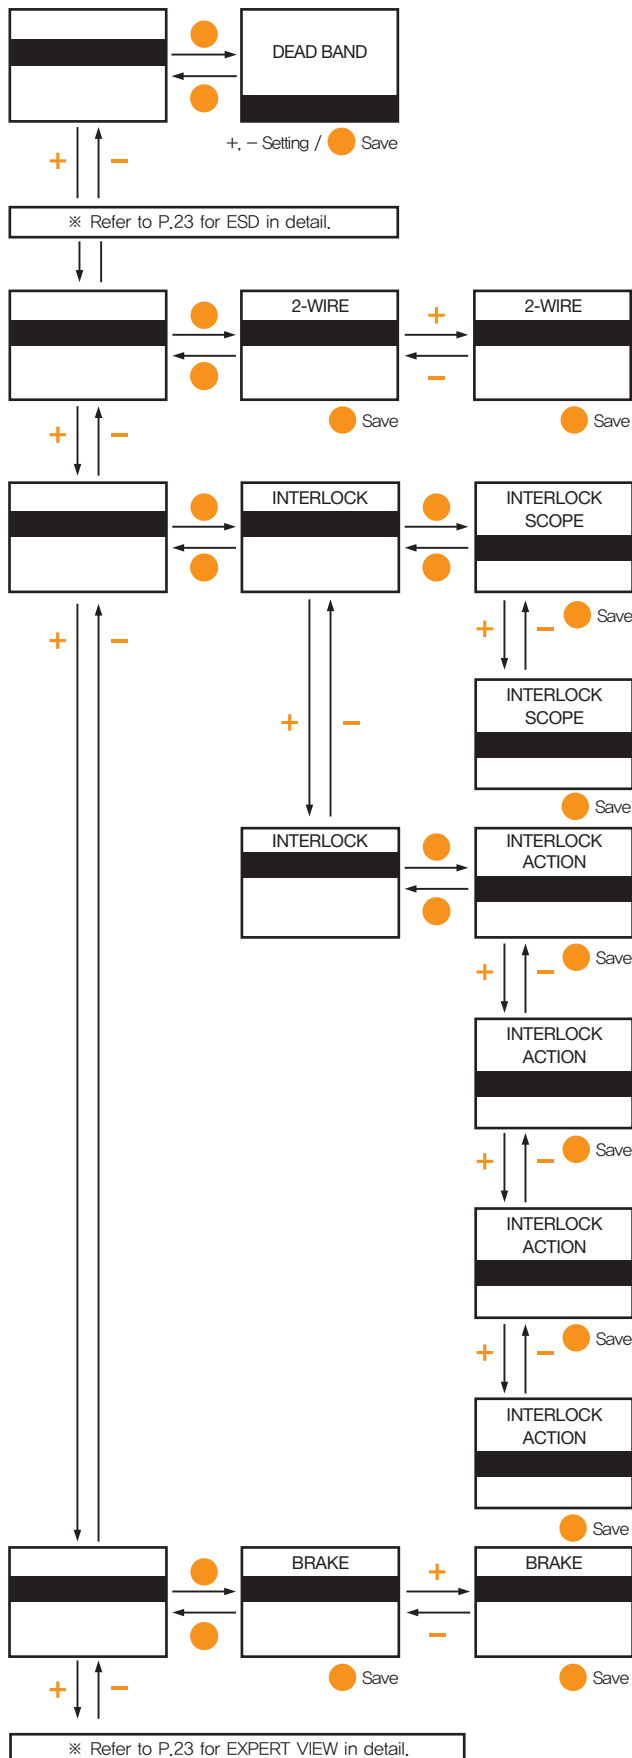 DEAD BAND
+, − Setting / Save
+ −
※ Refer to P.23 for ESD in detail.
2-WIRE
+
−
2-WIRE
Save
Save
+ −
INTERLOCK
INTERLOCK
SCOPE
Save
+ −
+ −
INTERLOCK
SCOPE
+ −
Save
INTERLOCK
INTERLOCK
ACTION
Save
+ −
INTERLOCK
ACTION
Save
+ −
INTERLOCK
ACTION
Save
+ −
INTERLOCK
ACTION
Save
BRAKE
+
−
BRAKE
Save
Save
+ −
※ Refer to P.23 for EXPERT VIEW in detail.